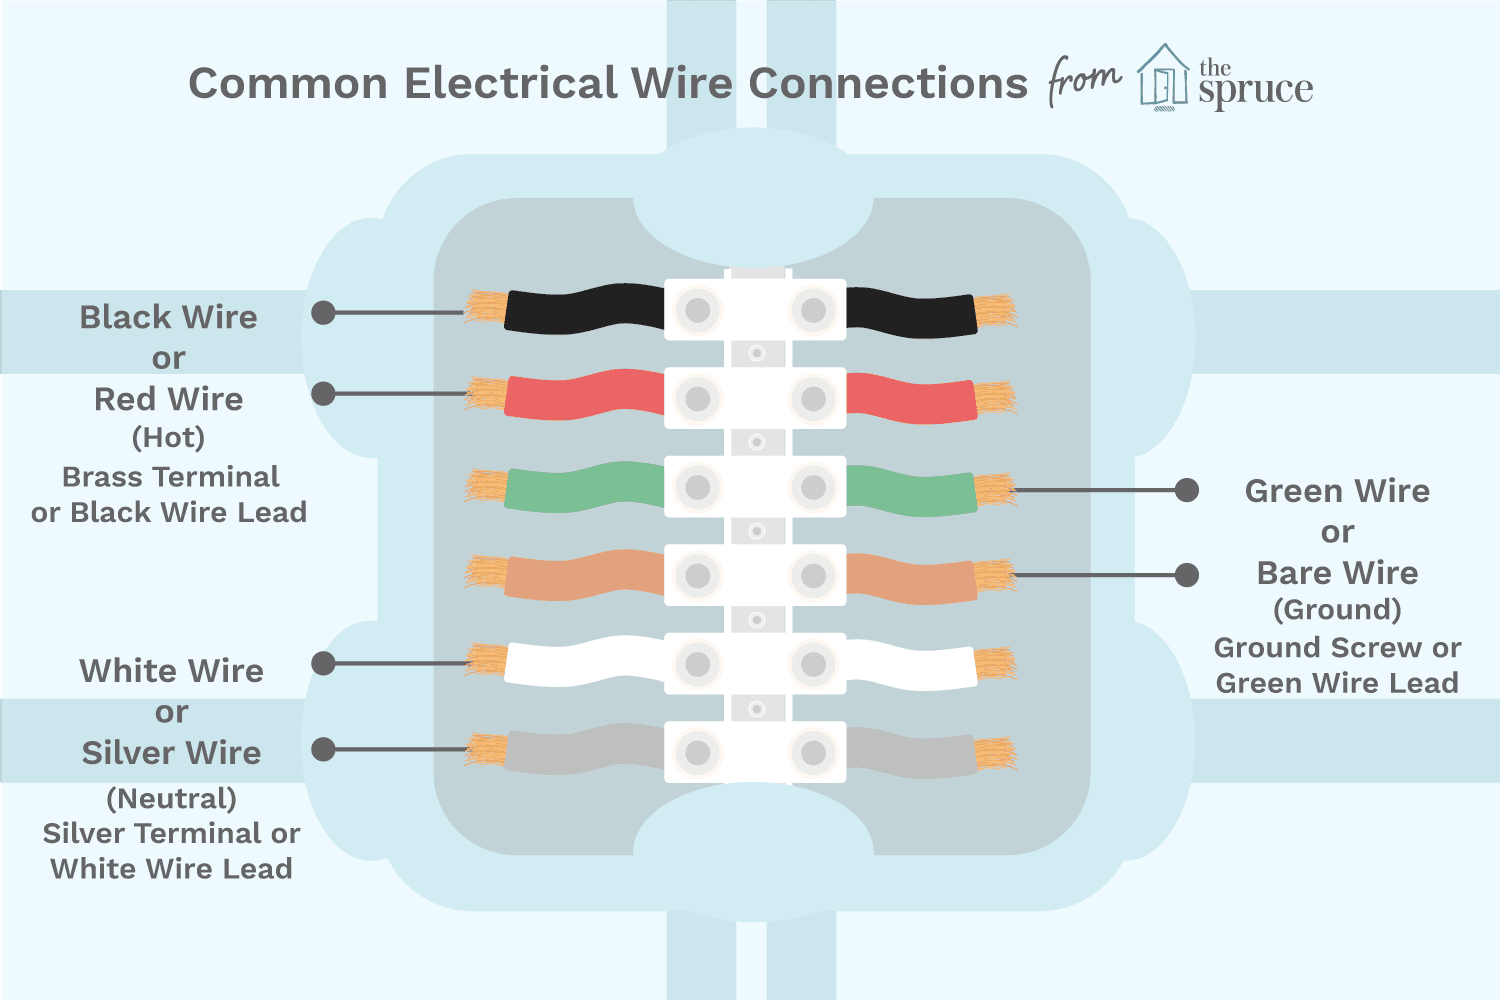 Common Electrical Wire Connections from the spruce
Black Wire
or
Red Wire
(Hot)
Brass Terminal
or Black Wire Lead
Green Wire
or
Bare Wire
(Ground)
Ground Screw or
Green Wire Lead
White Wire
or
Silver Wire
(Neutral)
Silver Terminal or
White Wire Lead